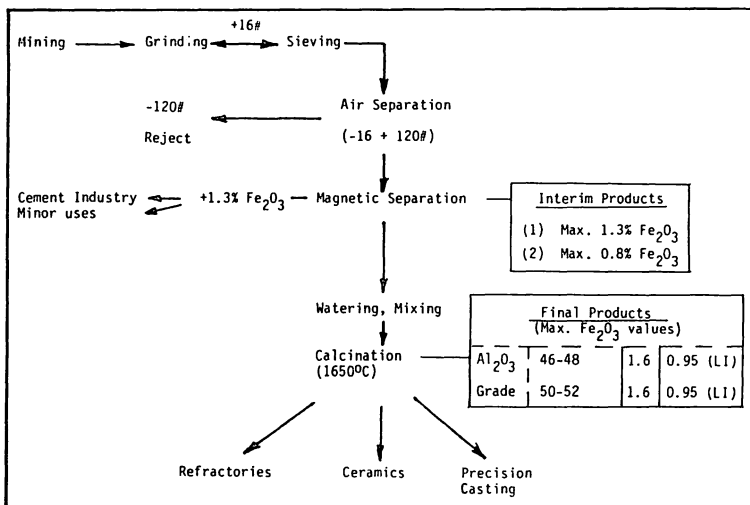 +16#
Mining Grinding Sieving
-120# Air Separation
Reject (-16 + 120#)
Cement Industry +1.3% Fe2O3 Magnetic Separation
Minor uses
Interim Products
(1) Max. 1.3% Fe2O3
(2) Max. 0.8% Fe2O3
Watering, Mixing
Calcination
(1650ºC)
Final Products
(Max. Fe2O3 values)
Al2O3 46-48 1.6 0.95 (LI)
Grade 50-52 1.6 0.95 (LI)
Refractories Ceramics Precision
Casting